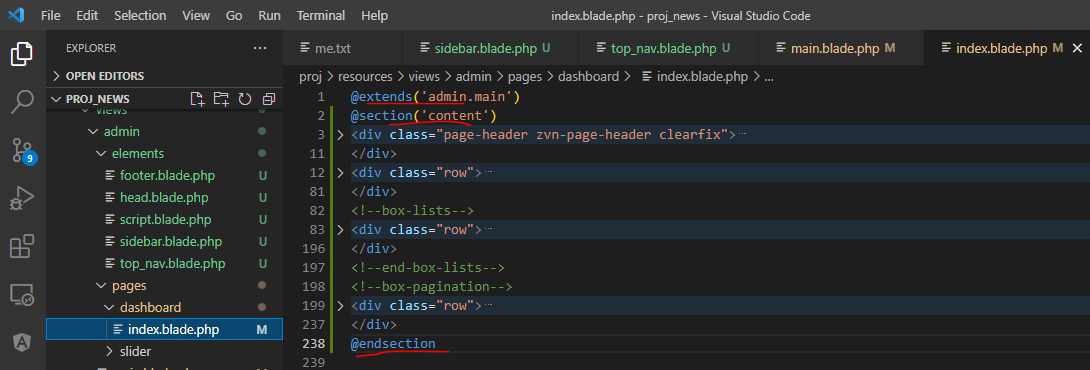 File Edit Selection View Go Run Terminal Help index.blade.php - proj_news - Visual Studio Code
EXPLORER ···
me.txt sidebar.blade.php U top_nav.blade.php U main.blade.php M index.blade.php M
OPEN EDITORS
PROJ_NEWS
views
admin
elements
footer.blade.php U
head.blade.php U
script.blade.php U
sidebar.blade.php U
top_nav.blade.php U
pages
dashboard
index.blade.php M
slider
9
proj > resources > views > admin > pages > dashboard > index.blade.php > ...
1 @extends('admin.main')
2 @section('content')
3 <div class="page-header zvn-page-header clearfix">···
11 </div>
12 <div class="row">···
81 </div>
82 <!--box-lists-->
83 <div class="row">···
196 </div>
197 <!--end-box-lists-->
198 <!--box-pagination-->
199 <div class="row">···
237 </div>
238 @endsection
239